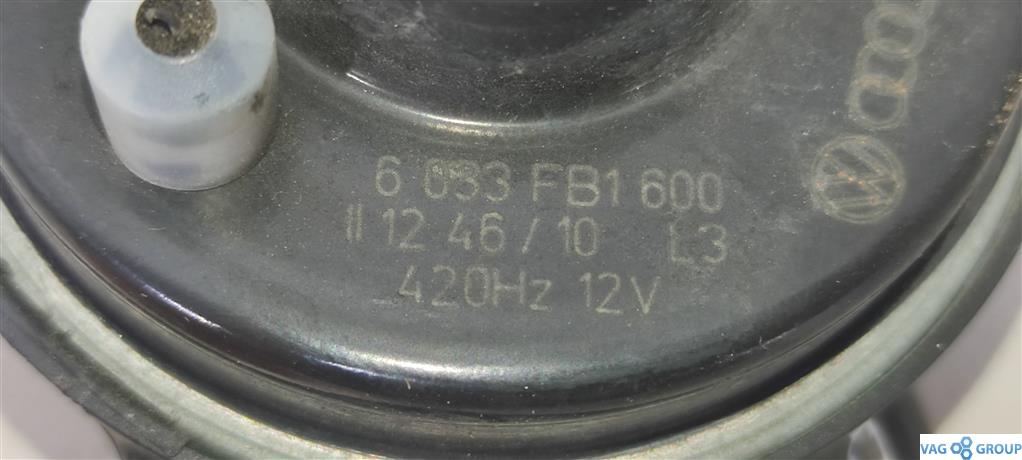 6 033 FB1 600
II 12 46/10 L3
420Hz 12V
VAG GROUP